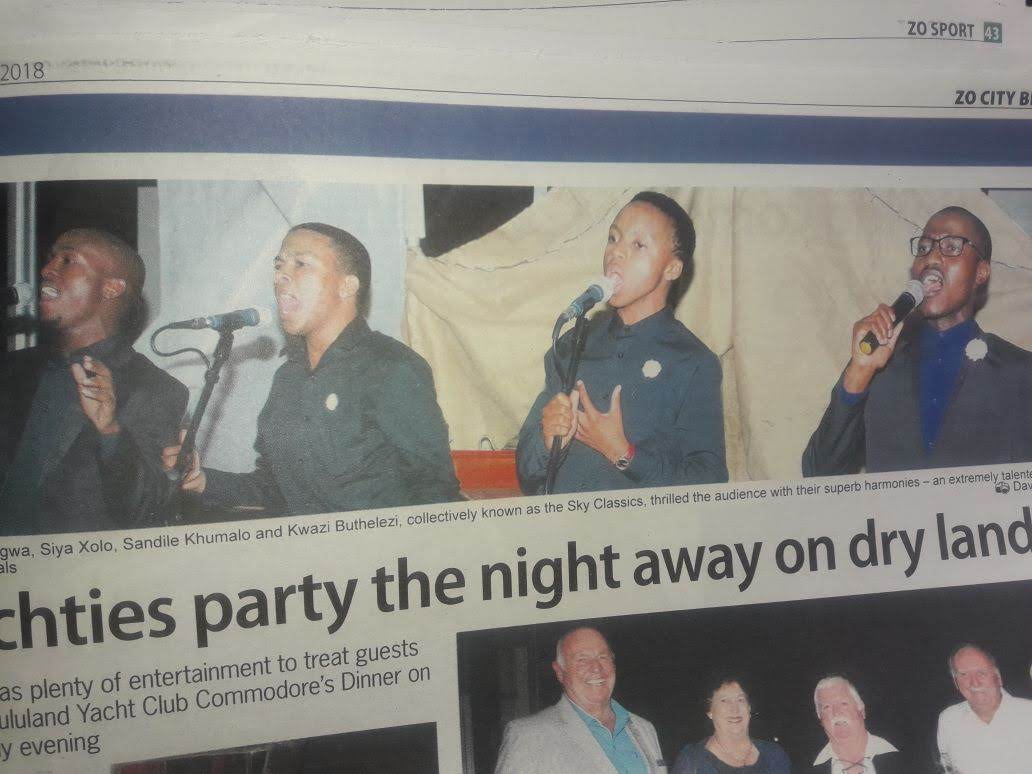 ZO SPORT 43
2018
ZO CITY B
gwa, Siya Xolo, Sandile Khumalo and Kwazi Buthelezi, collectively known as the Sky Classics, thrilled the audience with their superb harmonies – an extremely talente
als
Dav
chties party the night away on dry land
as plenty of entertainment to treat guests
ululand Yacht Club Commodore's Dinner on
y evening